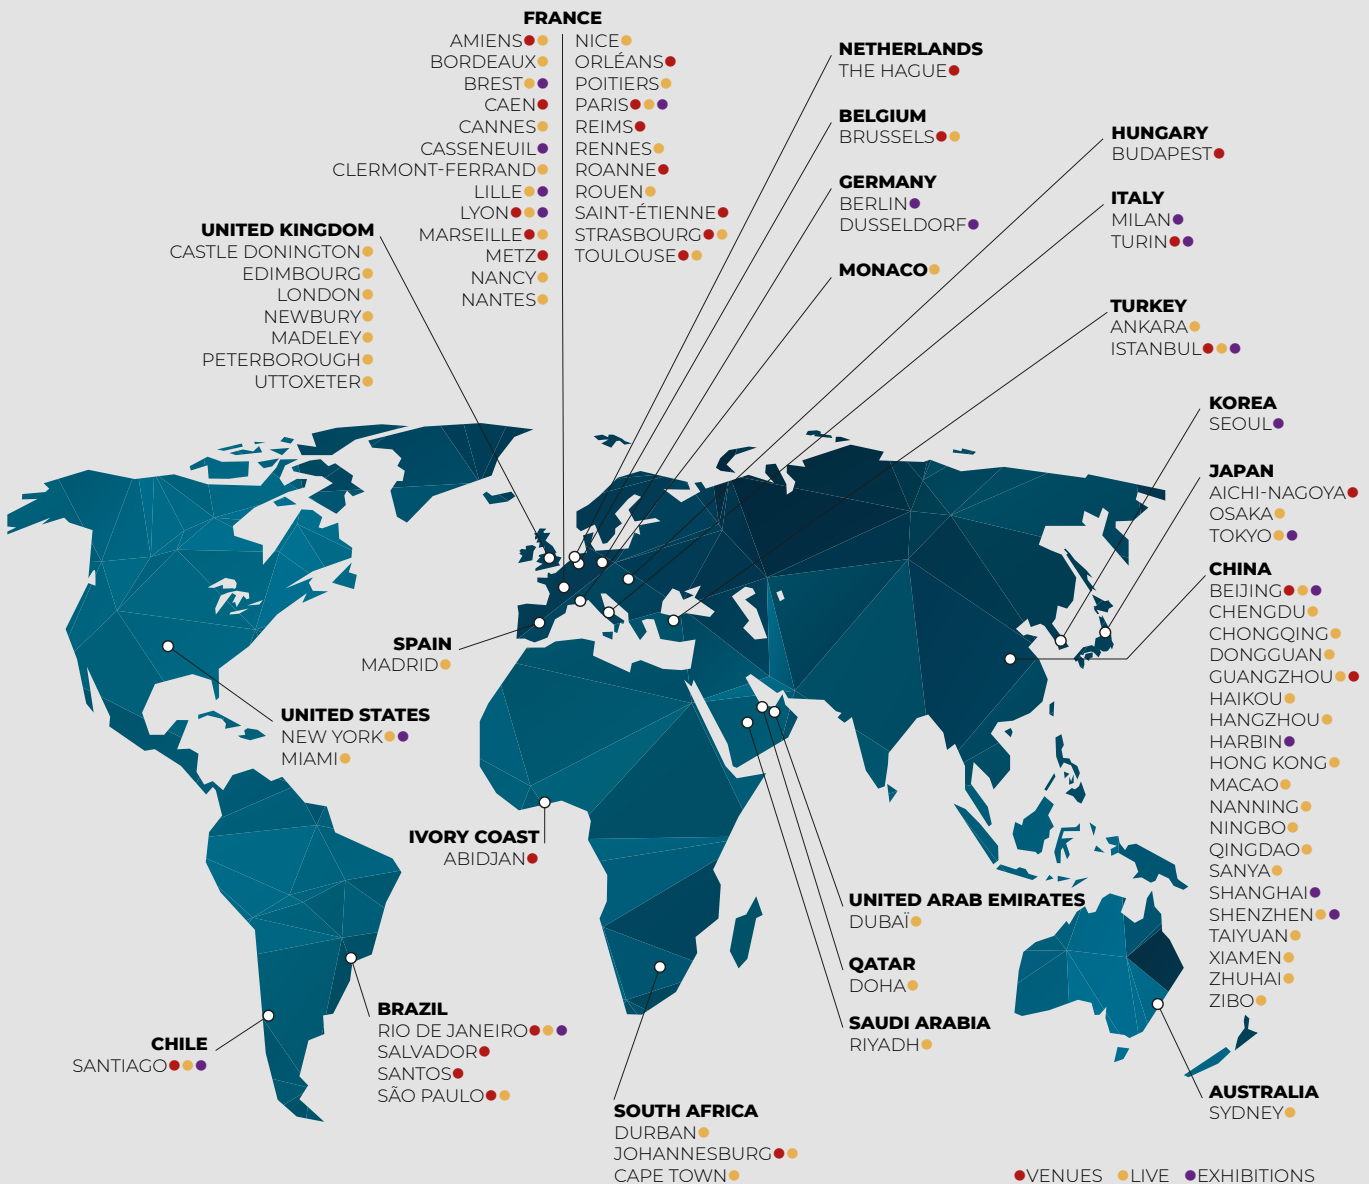 FRANCE
AMIENS
BORDEAUX
BREST
CAEN
CANNES
CASSENEUIL
CLERMONT-FERRAND
LILLE
LYON
MARSEILLE
METZ
NANCY
NANTES
NICE
ORLÉANS
POITIERS
PARIS
REIMS
RENNES
ROANNE
ROUEN
SAINT-ÉTIENNE
STRASBOURG
TOULOUSE
NETHERLANDS
THE HAGUE
BELGIUM
BRUSSELS
GERMANY
BERLIN
DUSSELDORF
MONACO
HUNGARY
BUDAPEST
ITALY
MILAN
TURIN
TURKEY
ANKARA
ISTANBUL
UNITED KINGDOM
CASTLE DONINGTON
EDIMBOURG
LONDON
NEWBURY
MADELEY
PETERBOROUGH
UTTOXETER
KOREA
SEOUL
JAPAN
AICHI-NAGOYA
OSAKA
TOKYO
CHINA
BEIJING
CHENGDU
CHONGQING
DONGGUAN
GUANGZHOU
HAIKOU
HANGZHOU
HARBIN
HONG KONG
MACAO
NANNING
NINGBO
QINGDAO
SANYA
SHANGHAI
SHENZHEN
TAIYUAN
XIAMEN
ZHUHAI
ZIBO
SPAIN
MADRID
UNITED STATES
NEW YORK
MIAMI
IVORY COAST
ABIDJAN
UNITED ARAB EMIRATES
DUBAÏ
QATAR
DOHA
SAUDI ARABIA
RIYADH
CHILE
SANTIAGO
BRAZIL
RIO DE JANEIRO
SALVADOR
SANTOS
SÃO PAULO
SOUTH AFRICA
DURBAN
JOHANNESBURG
CAPE TOWN
AUSTRALIA
SYDNEY
VENUES LIVE EXHIBITIONS